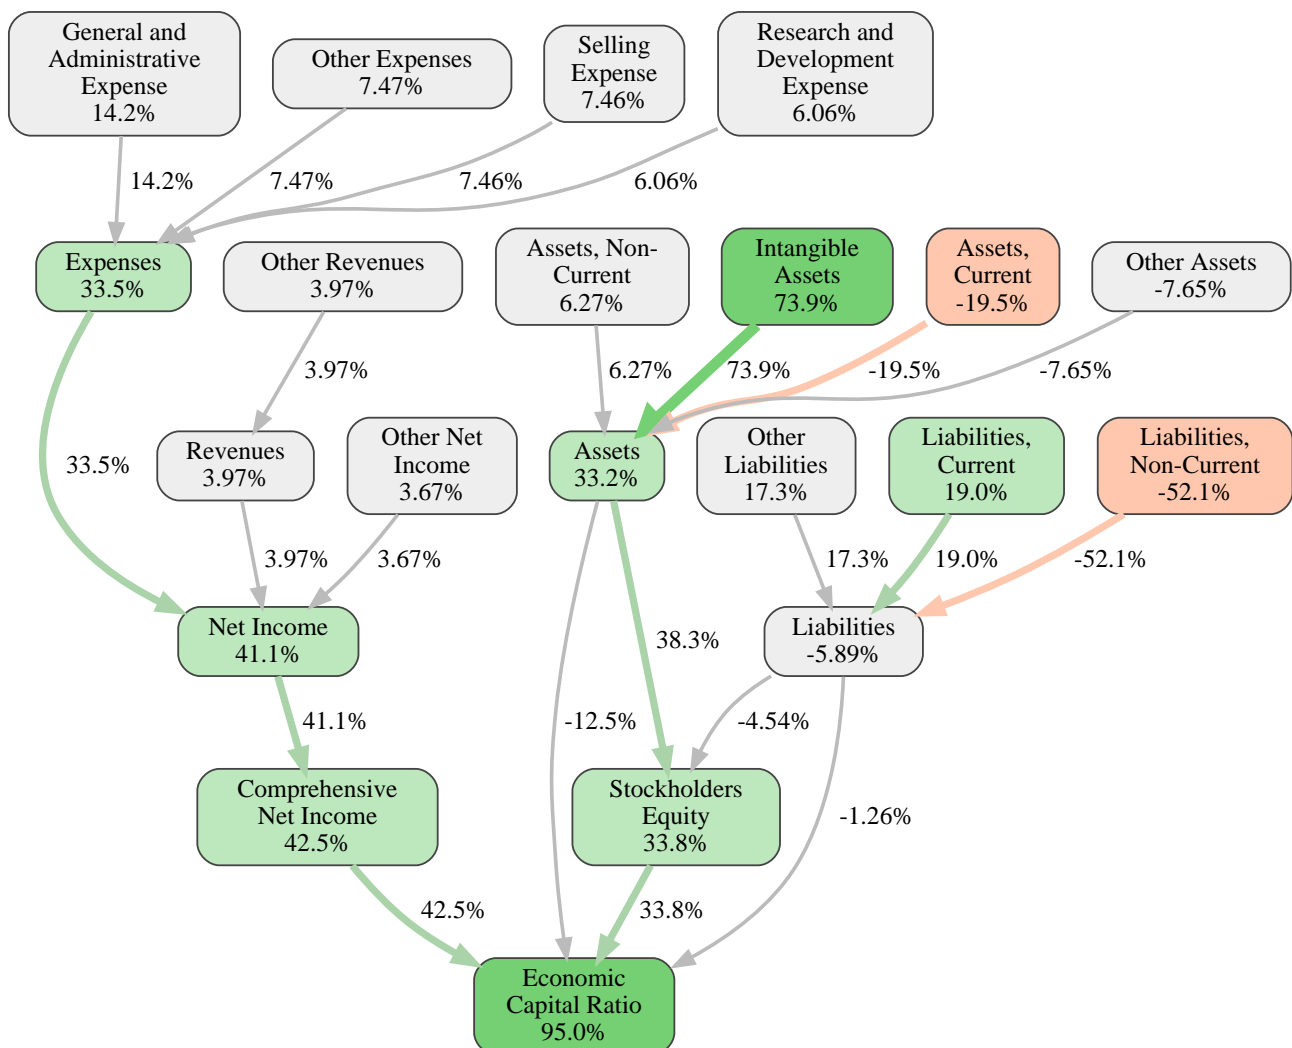 General and
Administrative
Expense
14.2%
Other Expenses
7.47%
Selling
Expense
7.46%
Research and
Development
Expense
6.06%
14.2%
7.47%
7.46%
6.06%
Expenses
33.5%
Other Revenues
3.97%
Assets, Non-
Current
6.27%
Intangible
Assets
73.9%
Assets,
Current
-19.5%
Other Assets
-7.65%
3.97%
6.27%
73.9%
-19.5%
-7.65%
33.5%
Revenues
3.97%
Other Net
Income
3.67%
Assets
33.2%
Other
Liabilities
17.3%
Liabilities,
Current
19.0%
Liabilities,
Non-Current
-52.1%
3.97%
3.67%
17.3%
19.0%
-52.1%
Net Income
41.1%
38.3%
Liabilities
-5.89%
41.1%
-12.5%
-4.54%
Comprehensive
Net Income
42.5%
Stockholders
Equity
33.8%
-1.26%
42.5%
33.8%
Economic
Capital Ratio
95.0%